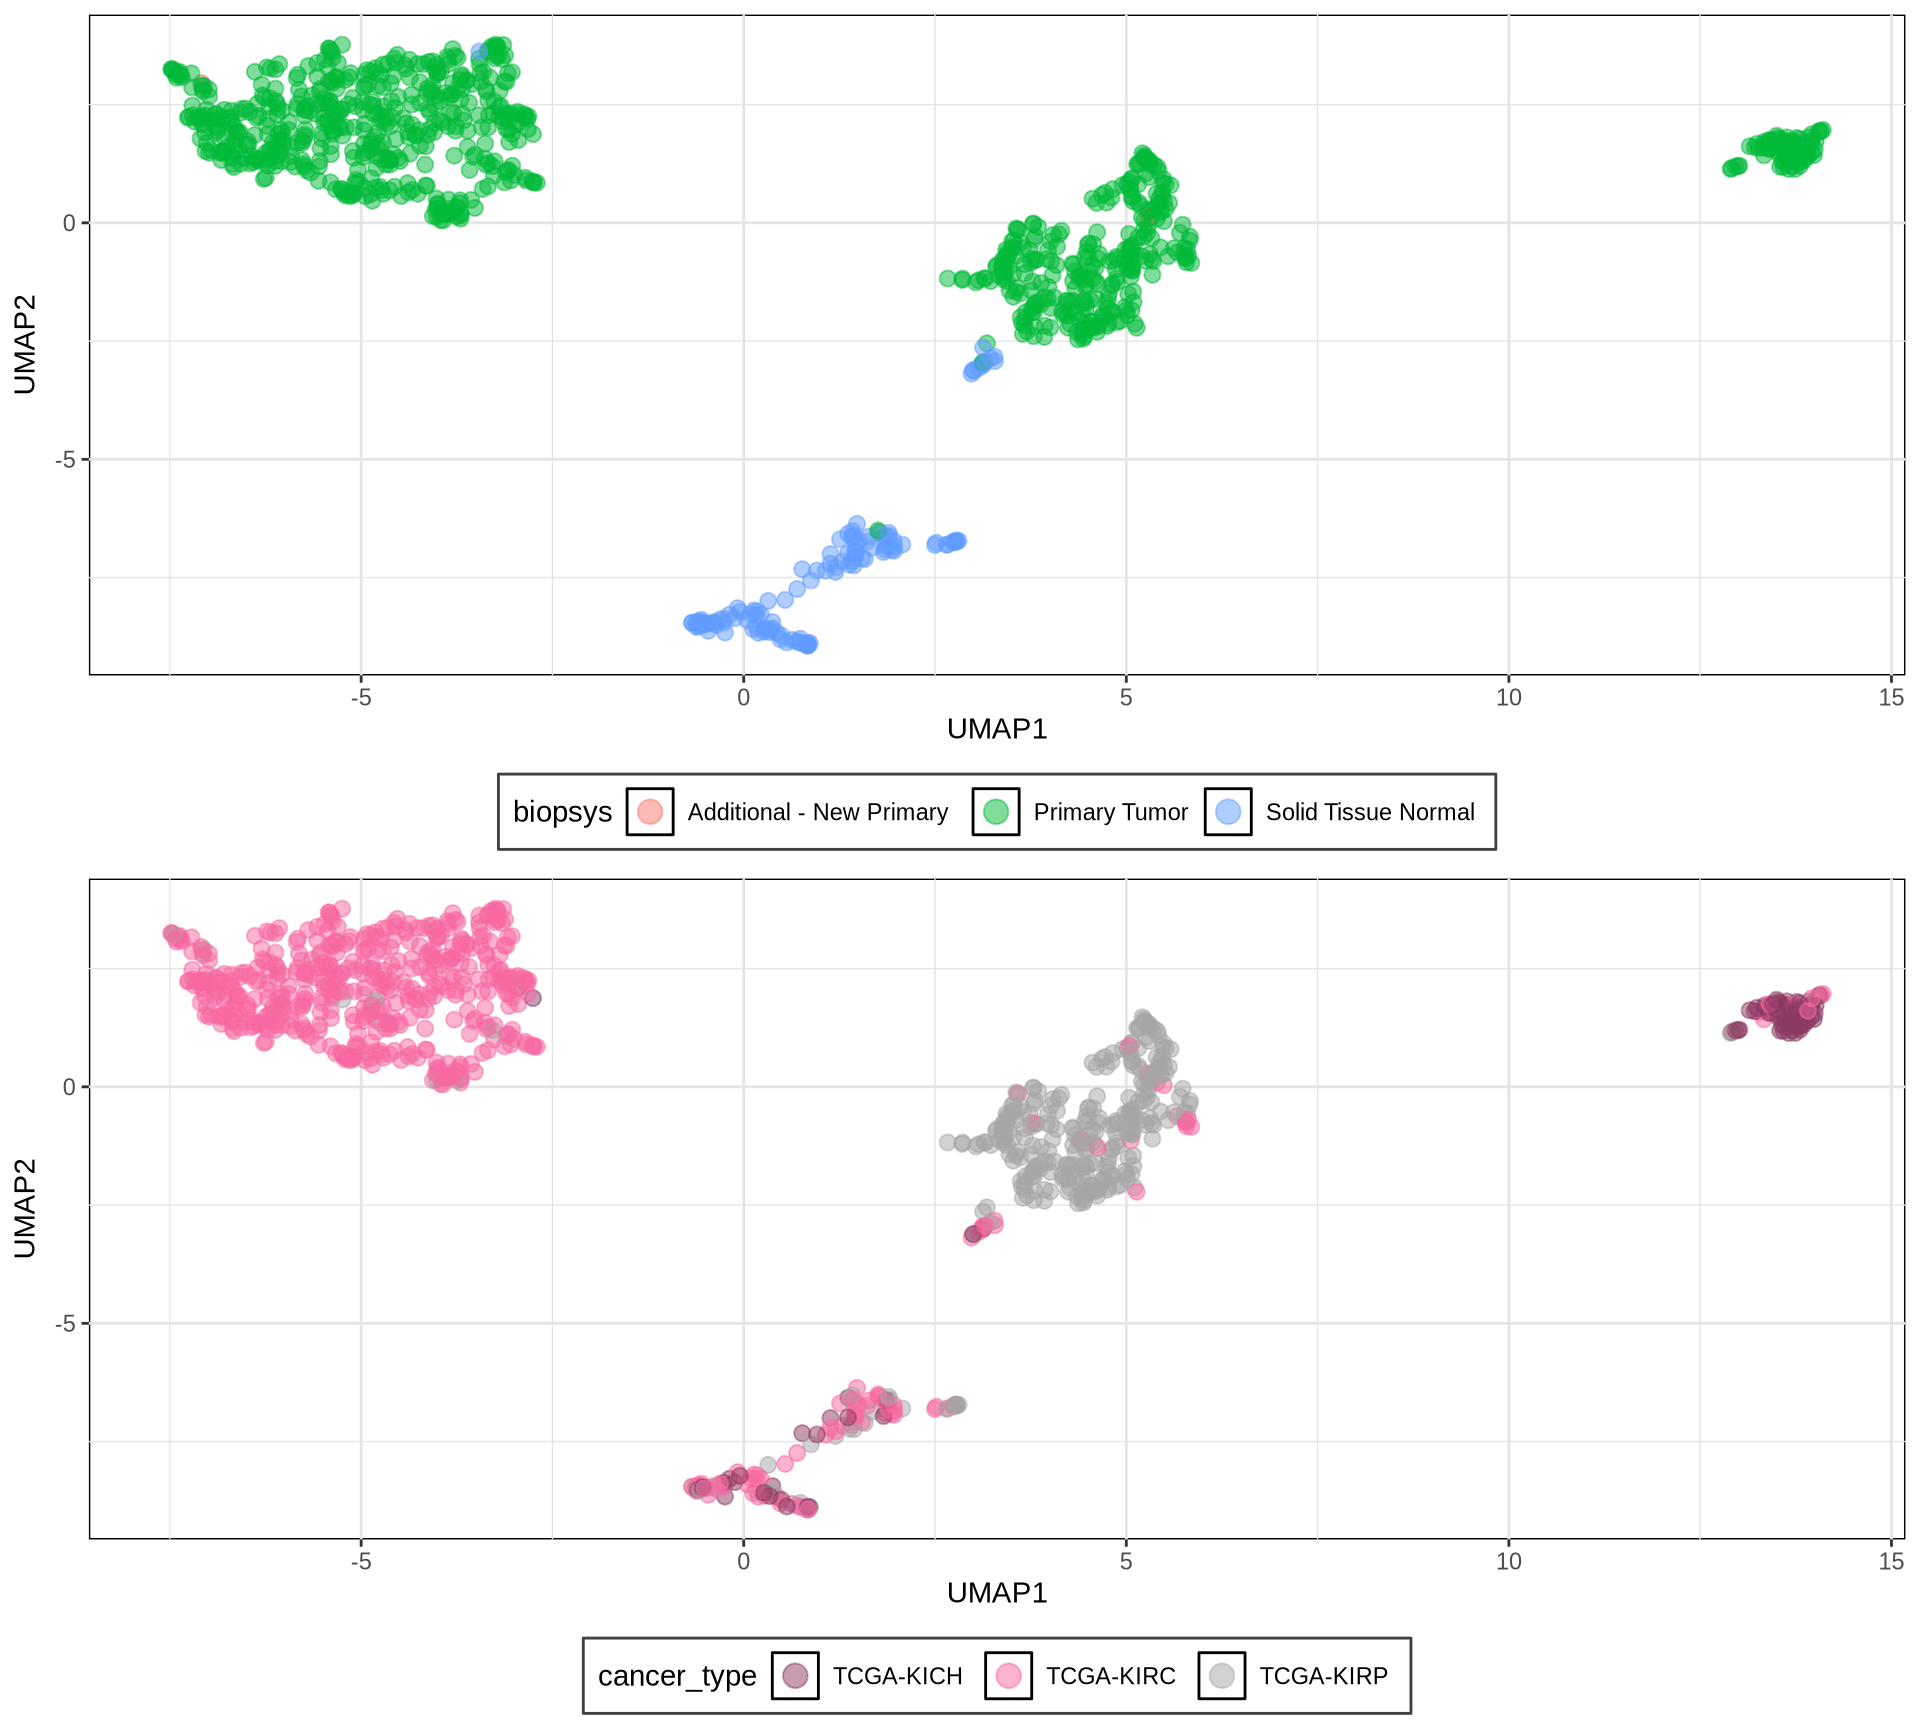 0
-5
UMAP2
-5 0 5 10 15
UMAP1
biopsys Additional - New Primary Primary Tumor Solid Tissue Normal
0
-5
UMAP2
-5 0 5 10 15
UMAP1
cancer_type TCGA-KICH TCGA-KIRC TCGA-KIRP